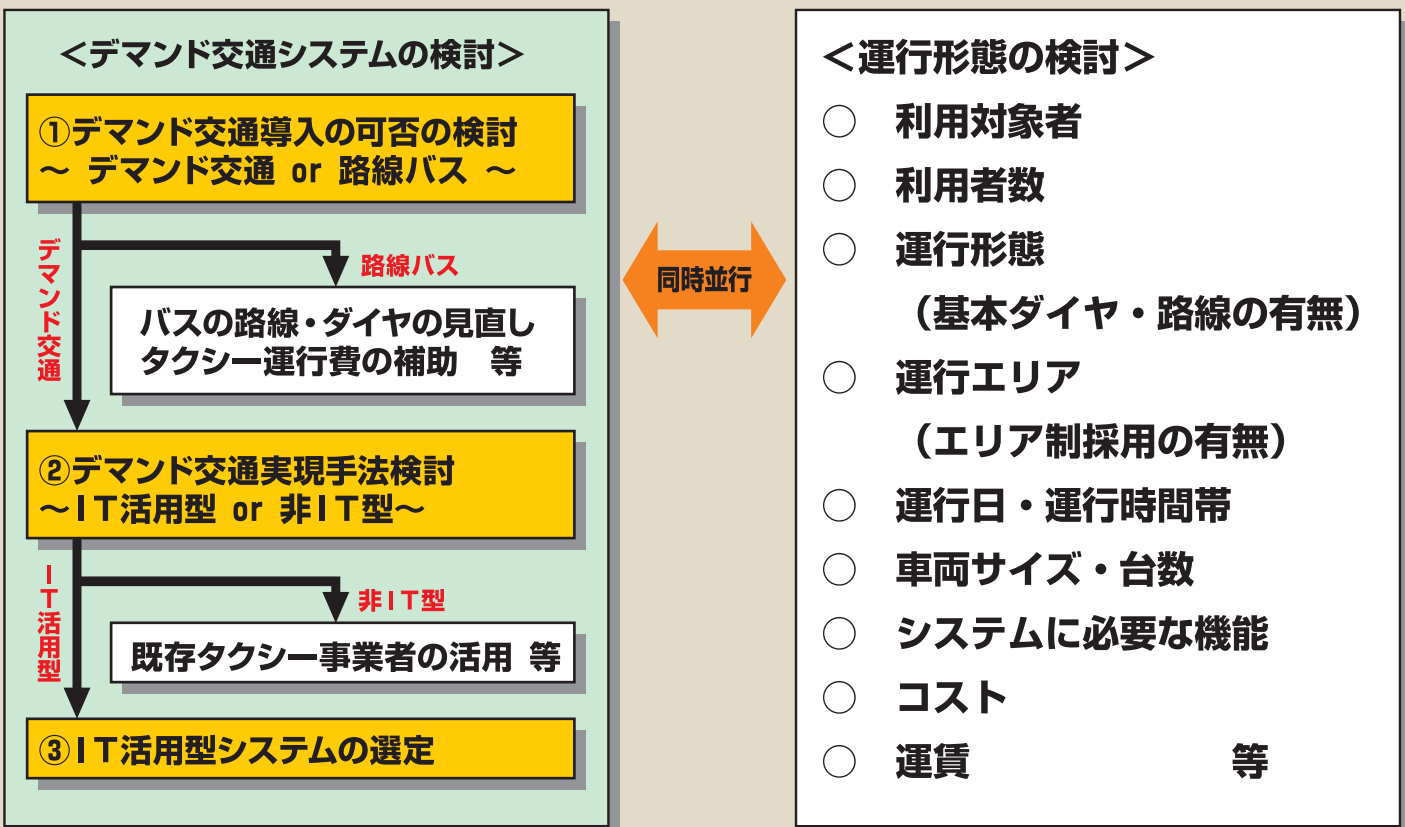 ＜デマンド交通システムの検討＞
①デマンド交通導入の可否の検討
～ デマンド交通 or 路線バス ～
デマンド交通
路線バス
バスの路線・ダイヤの見直し
タクシー運行費の補助　等
②デマンド交通実現手法検討
～IT活用型 or 非IT型～
IT活用型
非IT型
既存タクシー事業者の活用 等
③IT活用型システムの選定
同時並行
＜運行形態の検討＞
○　利用対象者
○　利用者数
○　運行形態
（基本ダイヤ・路線の有無）
○　運行エリア
（エリア制採用の有無）
○　運行日・運行時間帯
○　車両サイズ・台数
○　システムに必要な機能
○　コスト
○　運賃　　　　　　　等